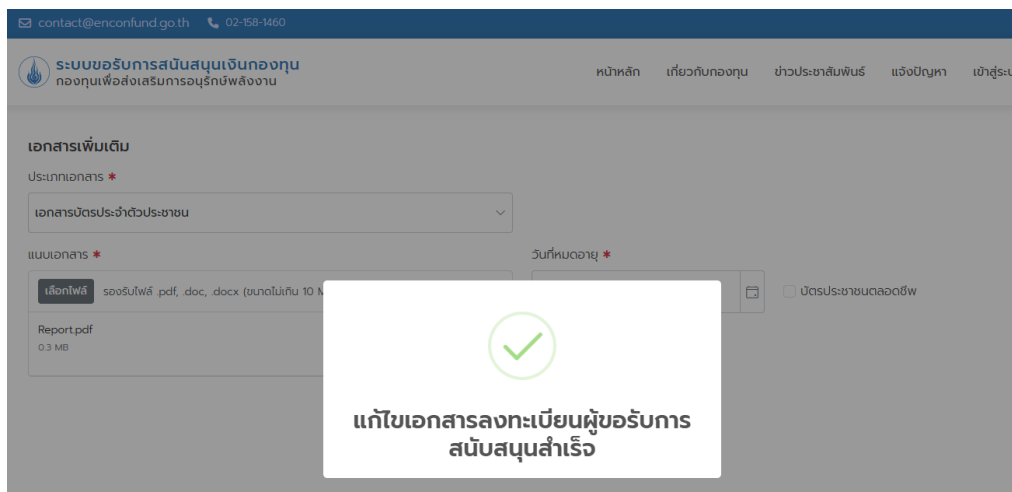 contact@enconfund.go.th 02-158-1460
ระบบขอรับการสนับสนุนเงินกองทุน
กองทุนเพื่อส่งเสริมการอนุรักษ์พลังงาน
หน้าหลัก เกี่ยวกับกองทุน ข่าวประชาสัมพันธ์ แจ้งปัญหา
เอกสารเพิ่มเติม
ประเภทเอกสาร *
เอกสารบัตรประจำตัวประชาชน
แนบเอกสาร * วันที่หมดอายุ *
เลือกไฟล์ รองรับไฟล์ .pdf, .doc, .docx (ขนาดไม่เกิน 10 บัตรประชาชนตลอดชีพ
Report.pdf
0.3 MB
แก้ไขเอกสารลงทะเบียนผู้ขอรับการ
สนับสนุนสำเร็จ